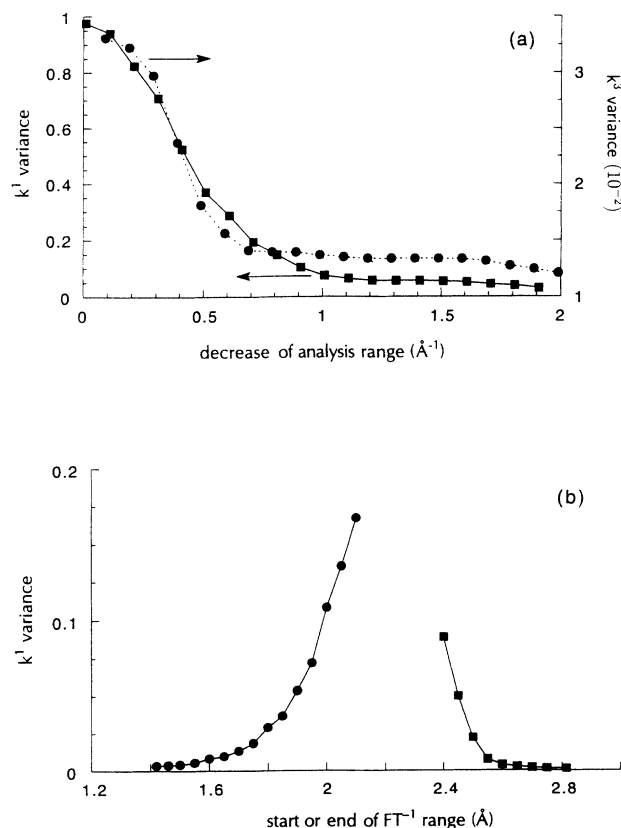 (a)
k¹ variance
1
0.8
0.6
0.4
0.2
0
3
2
1
k³ variance (10⁻²)
0 0.5 1 1.5 2
decrease of analysis range (Å⁻¹)
(b)
k¹ variance
0.2
0.1
0
1.2 1.6 2 2.4 2.8
start or end of FT⁻¹ range (Å)